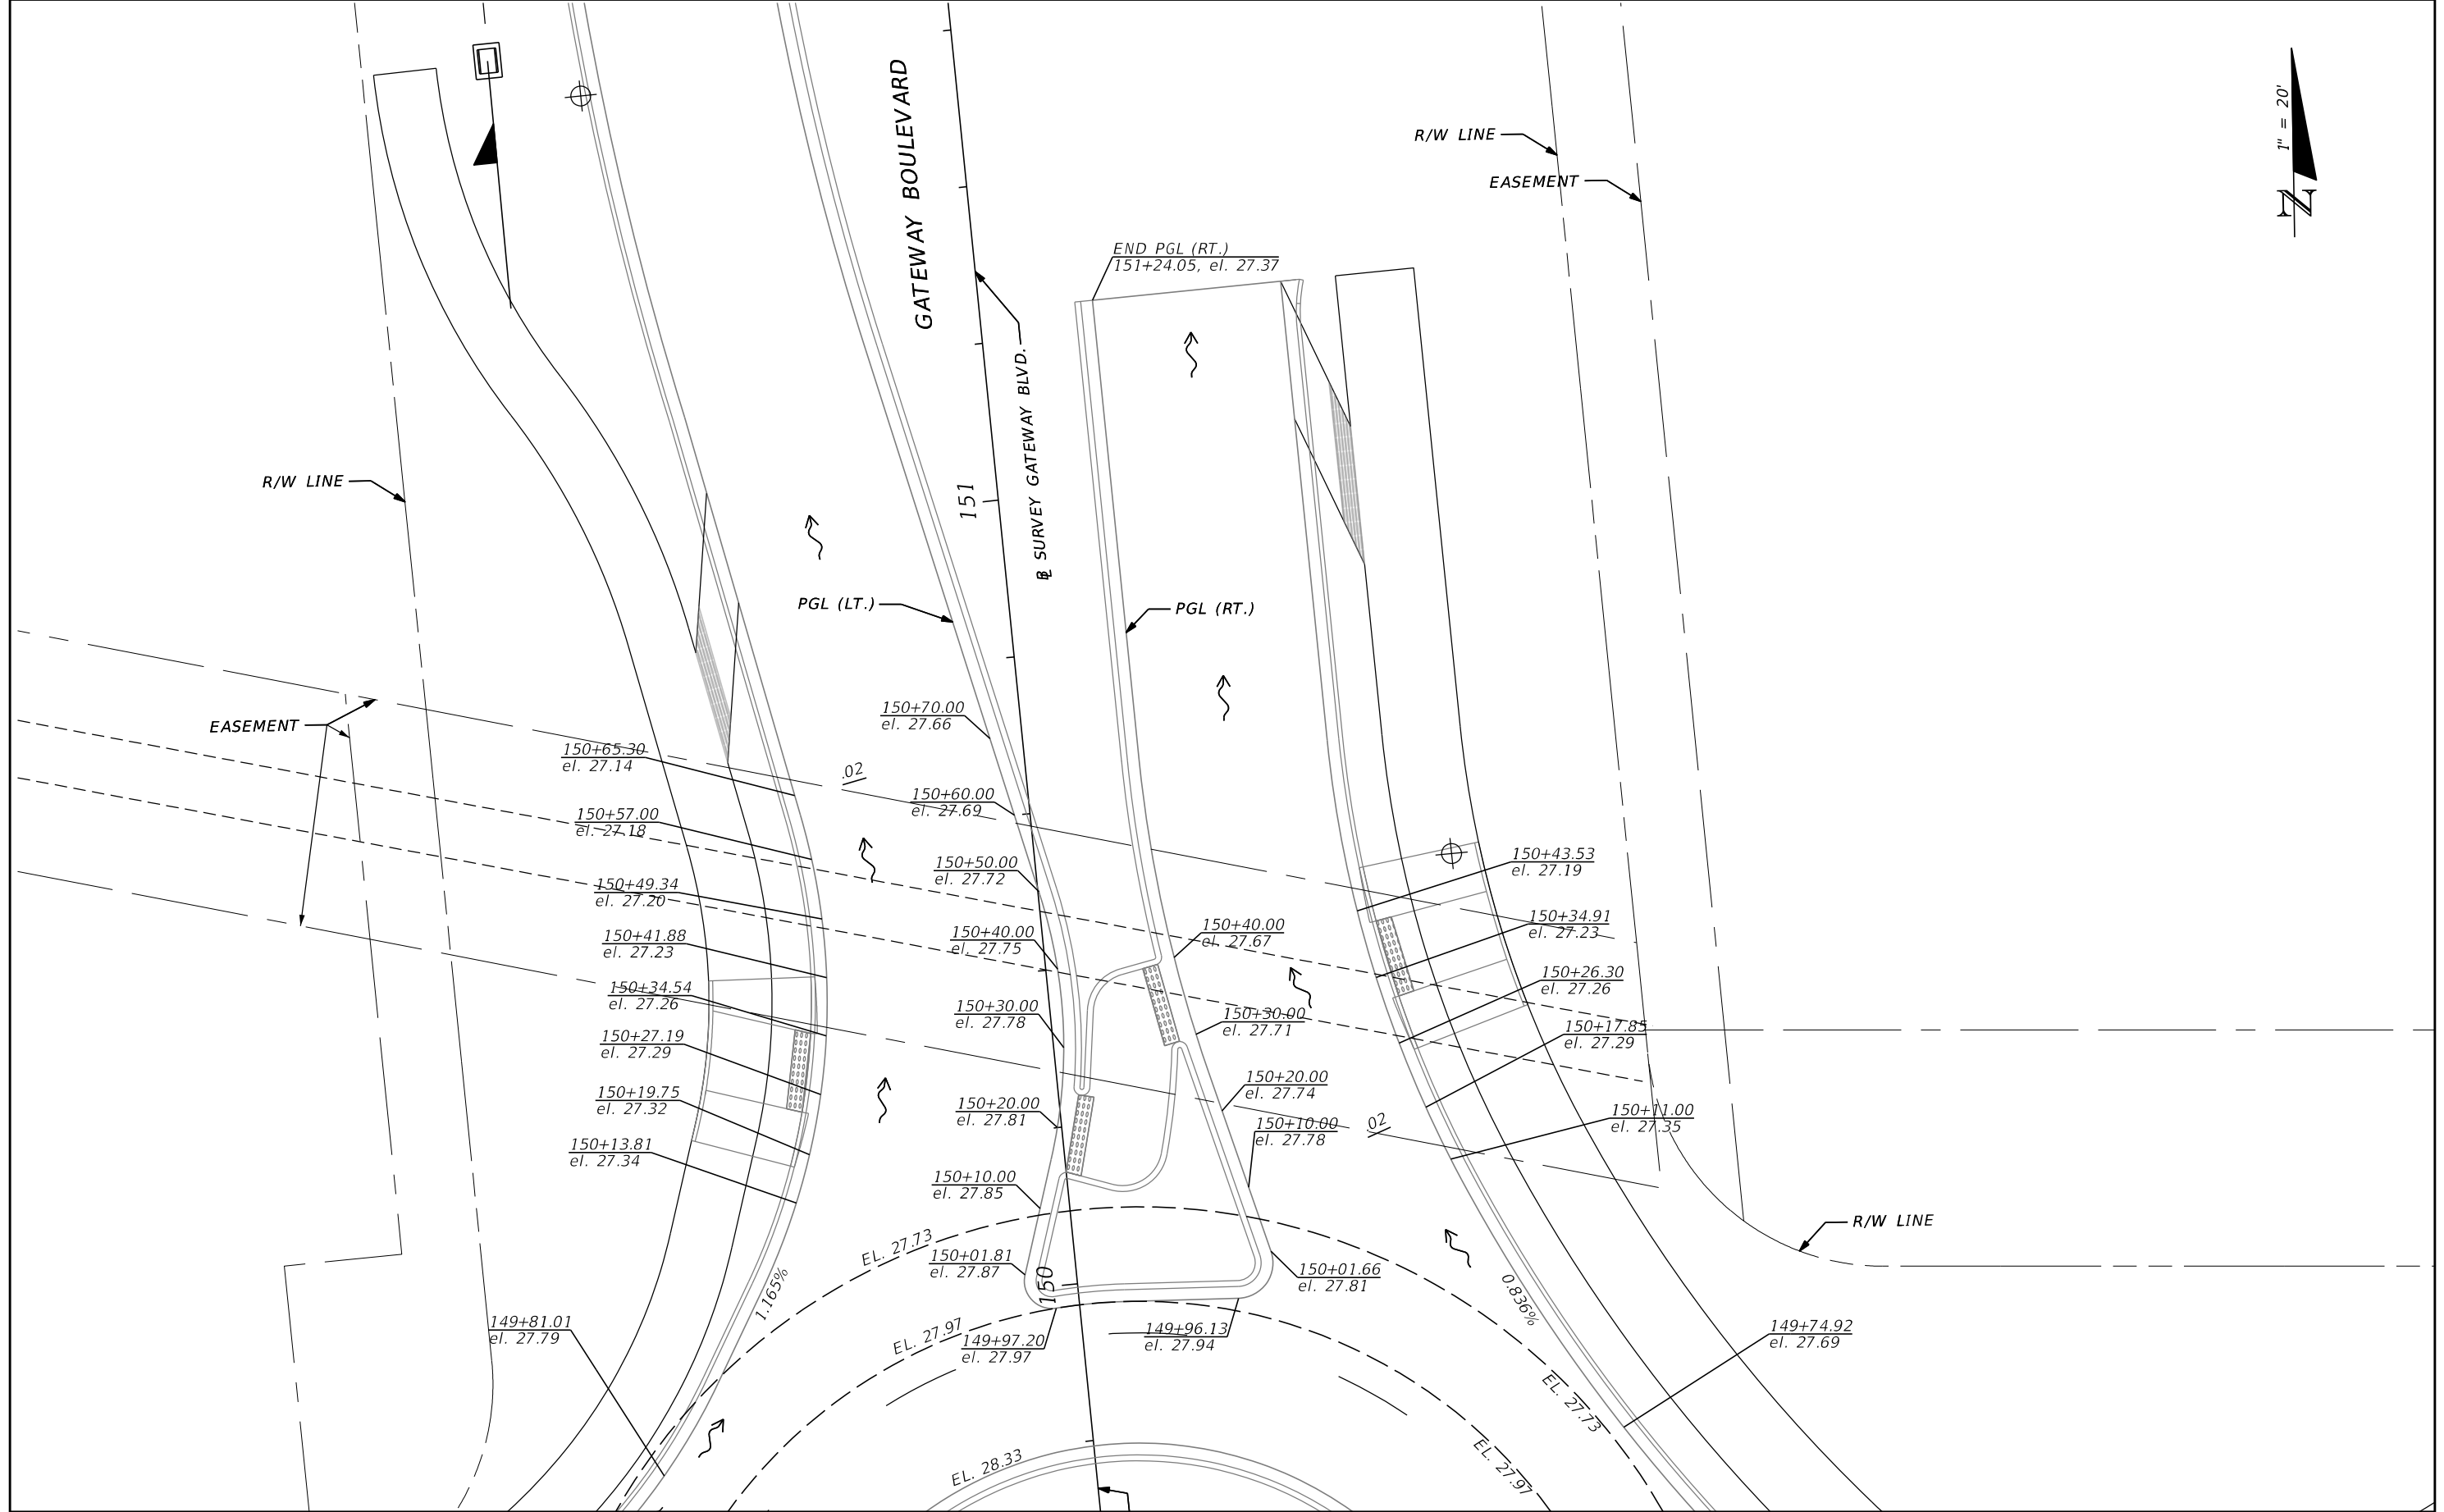 GATEWAY BOULEVARD
R/W LINE
EASEMENT
1" = 20'
N
END PGL (RT.)
151+24.05, el. 27.37
R/W LINE
151
℄ SURVEY GATEWAY BLVD.
PGL (LT.)
PGL (RT.)
EASEMENT
150+70.00
el. 27.66
150+65.30
el. 27.14
.02
150+60.00
el. 27.69
150+57.00
el. 27.18
150+50.00
el. 27.72
150+43.53
el. 27.19
150+49.34
el. 27.20
150+40.00
el. 27.75
150+40.00
el. 27.67
150+34.91
el. 27.23
150+41.88
el. 27.23
150+26.30
el. 27.26
150+34.54
el. 27.26
150+30.00
el. 27.78
150+30.00
el. 27.71
150+17.85
el. 27.29
150+27.19
el. 27.29
150+20.00
el. 27.74
150+19.75
el. 27.32
150+20.00
el. 27.81
150+10.00
el. 27.78
.02
150+11.00
el. 27.35
150+13.81
el. 27.34
150+10.00
el. 27.85
R/W LINE
EL. 27.73
150+01.81
el. 27.87
150
150+01.66
el. 27.81
1.165%
0.836%
149+81.01
el. 27.79
EL. 27.97
149+97.20
el. 27.97
149+96.13
el. 27.94
149+74.92
el. 27.69
EL. 27.73
EL. 28.33
EL. 27.97